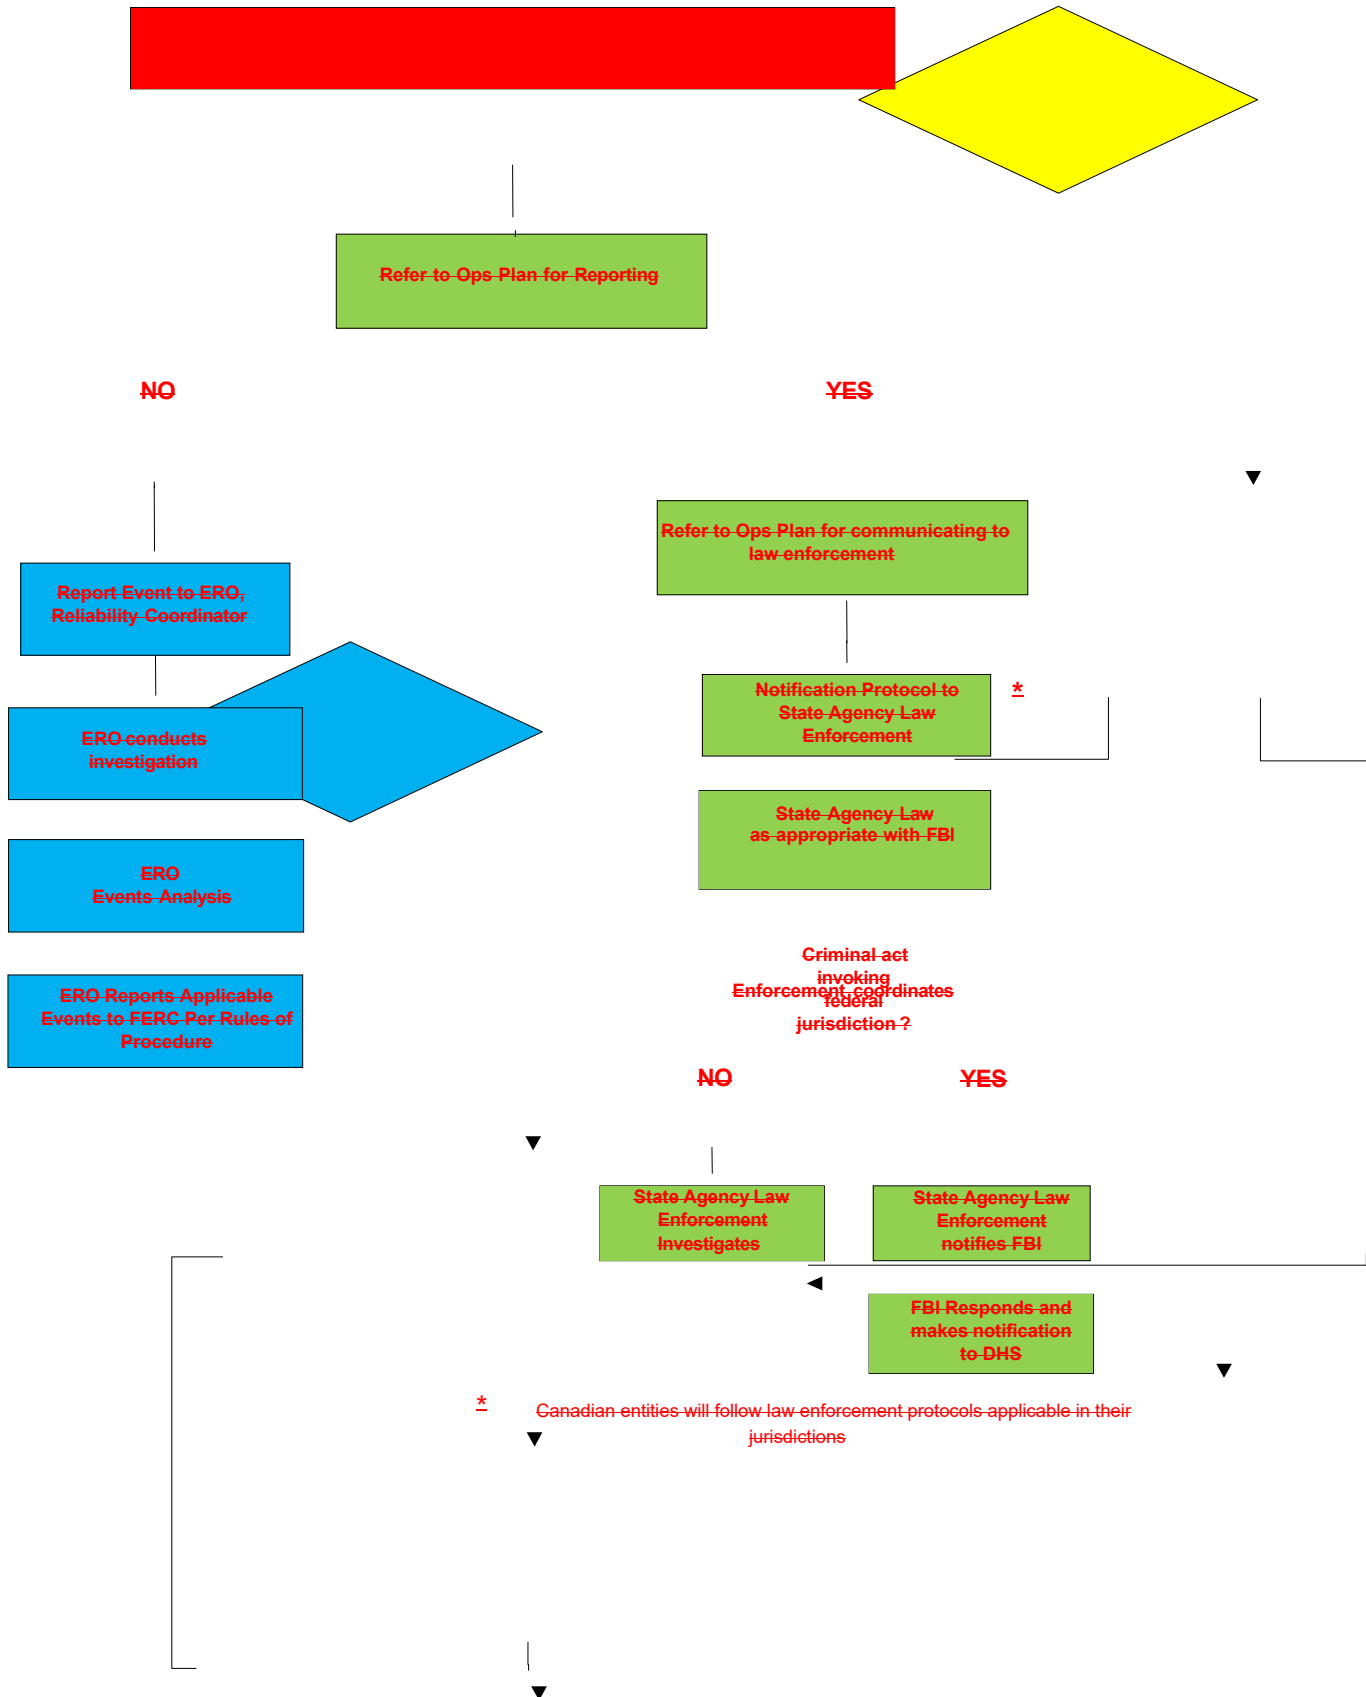 Refer to Ops Plan for Reporting
NO
YES
Refer to Ops Plan for communicating to
law enforcement
Report Event to ERO,
Reliability Coordinator
Notification Protocol to
State Agency Law
Enforcement
*
ERO conducts
investigation
State Agency Law
as appropriate with FBI
ERO
Events Analysis
Criminal act
invoking
Enforcement coordinates
federal
jurisdiction ?
ERO Reports Applicable
Events to FERC Per Rules of
Procedure
NO
YES
State Agency Law
Enforcement
Investigates
State Agency Law
Enforcement
notifies FBI
FBI Responds and
makes notification
to DHS
* Canadian entities will follow law enforcement protocols applicable in their
jurisdictions